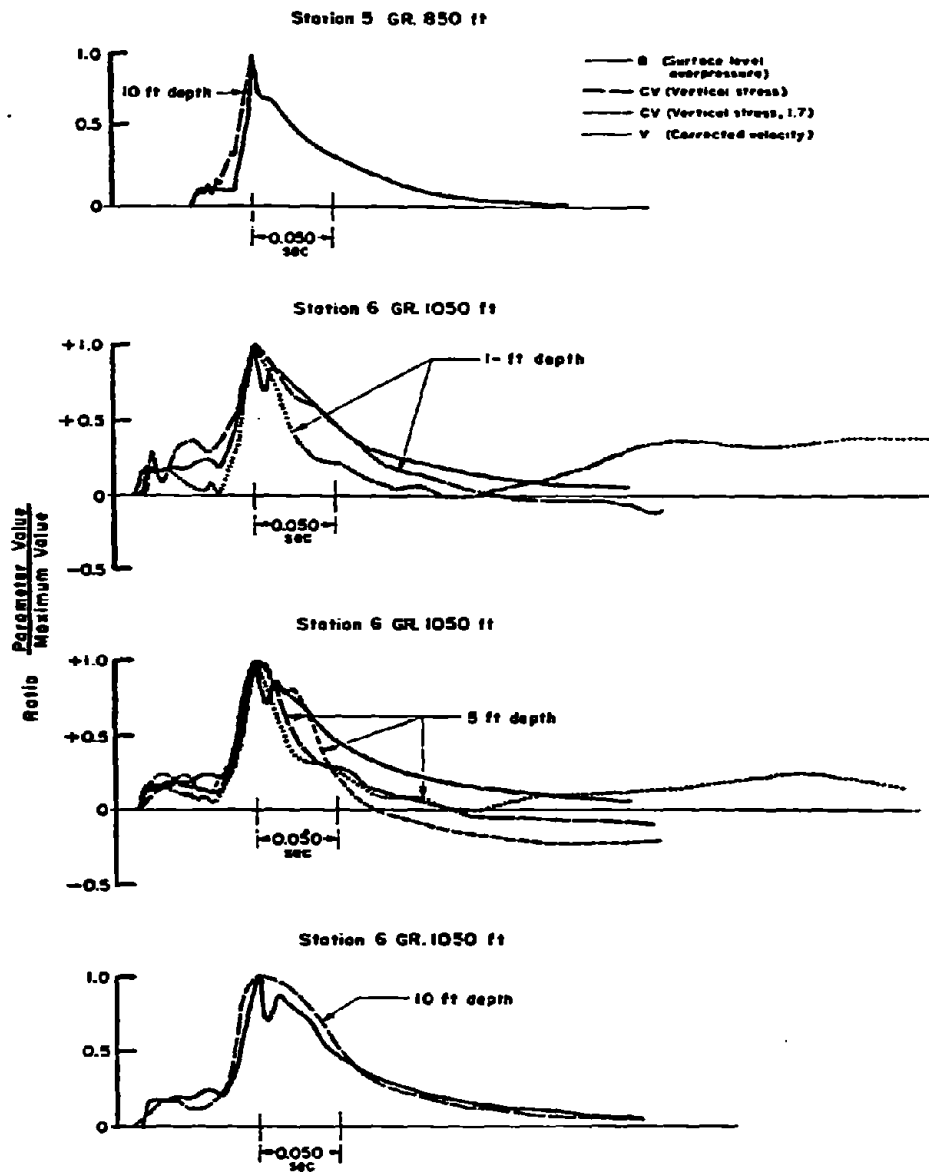 Station 5 GR. 850 ft
1.0
10 ft depth
0.5
0
0.050
sec
B (Surface level
overpressure)
CV (Vertical stress)
CV (Vertical stress, 1.7)
V (Corrected velocity)
Station 6 GR. 1050 ft
+1.0
1-ft depth
+0.5
0
0.050
sec
-0.5
Ratio Parameter Value
Maximum Value
Station 6 GR. 1050 ft
+1.0
5 ft depth
+0.5
0
0.050
sec
-0.5
Station 6 GR. 1050 ft
1.0
10 ft depth
0.5
0
0.050
sec